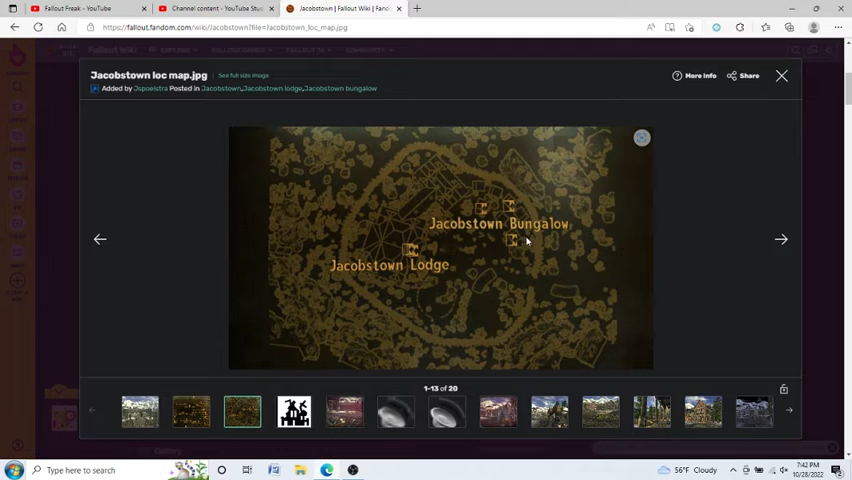 Fallout Freak - YouTube
Channel content - YouTube Stu
Jacobstown | Fallout Wiki | Fand
https://fallout.fandom.com/wiki/Jacobstown?file=Jacobstown_loc_map.jpg
Jacobstown loc map.jpg
See full size image
More Info
Share
Added by Jspoelstra Posted in Jacobstown,Jacobstown lodge,Jacobstown bungalow
Jacobstown Bungalow
Jacobstown Lodge
1-13 of 20
Type here to search
56°F Cloudy
7:42 PM
10/28/2022